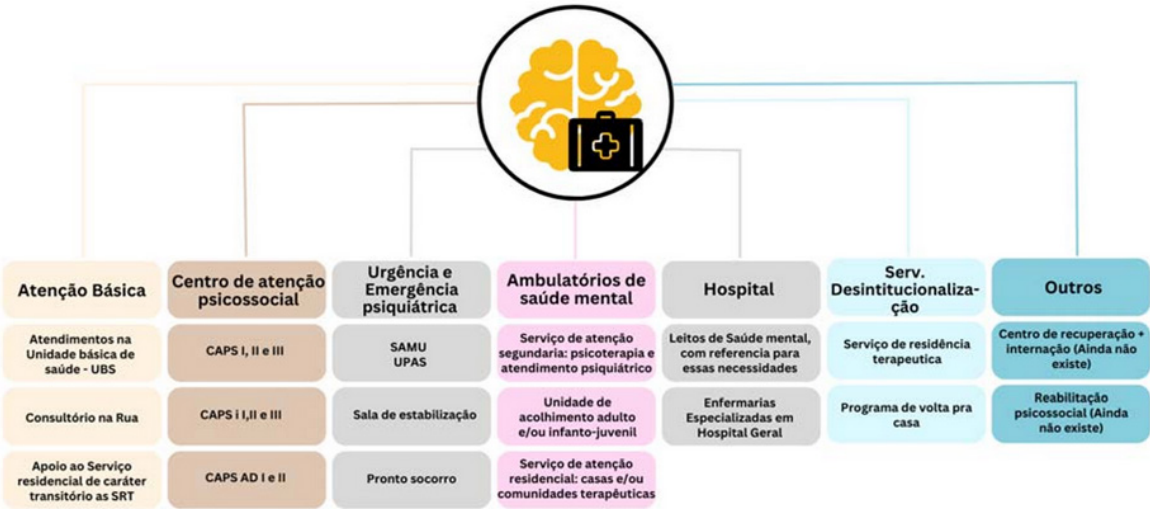 Atenção Básica
Atendimentos na
Unidade básica de
saúde - UBS
Consultório na Rua
Apoio ao Serviço
residencial de caráter
transitório as SRT
Centro de atenção
psicossocial
CAPS I, II e III
CAPS i I,II e III
CAPS AD I e II
Urgência e
Emergência
psiquiátrica
SAMU
UPAS
Sala de estabilização
Pronto socorro
Ambulatórios de
saúde mental
Serviço de atenção
segundaria: psicoterapia e
atendimento psiquiátrico
Unidade de
acolhimento adulto
e/ou infanto-juvenil
Serviço de atenção
residencial: casas e/ou
comunidades terapêuticas
Hospital
Leitos de Saúde mental,
com referencia para
essas necessidades
Enfermarias
Especializadas em
Hospital Geral
Serv.
Desintitucionaliza-
ção
Serviço de residência
terapeutica
Programa de volta pra
casa
Outros
Centro de recuperação +
internação (Ainda não
existe)
Reabilitação
psicossocial (Ainda
não existe)